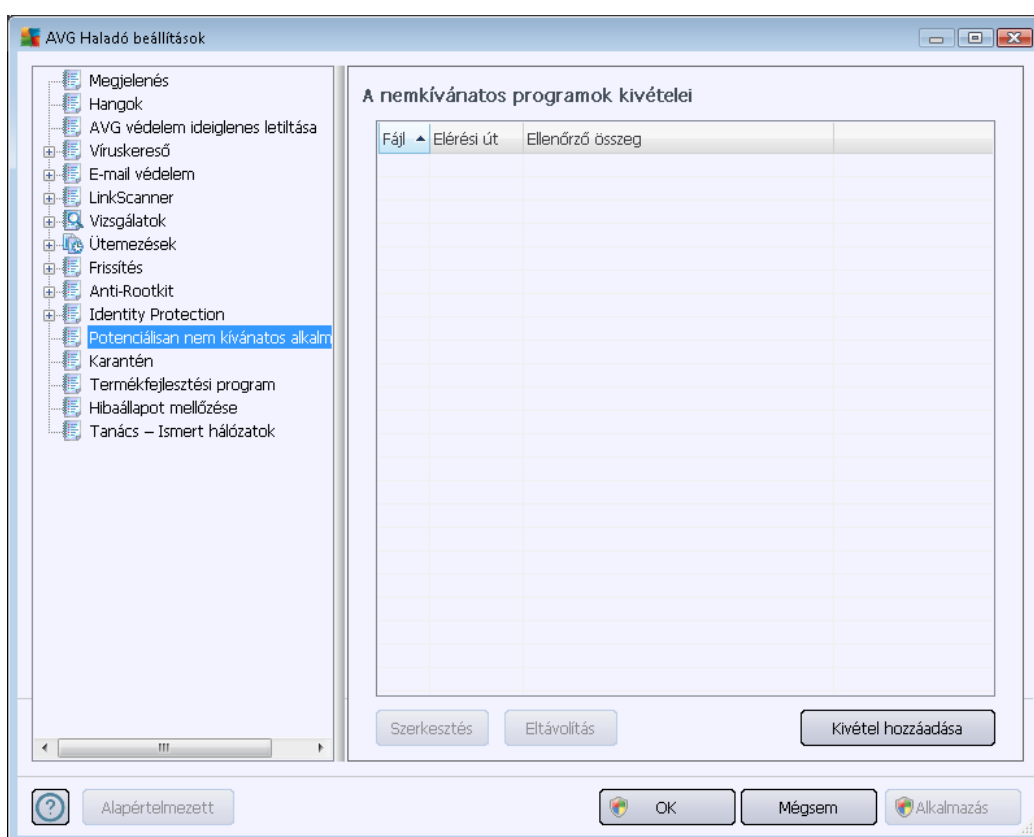 AVG Haladó beállítások
Megjelenés
Hangok
AVG védelem ideiglenes letiltása
Víruskereső
E-mail védelem
LinkScanner
Vizsgálatok
Ütemezések
Frissítés
Anti-Rootkit
Identity Protection
Potenciálisan nem kívánatos alkalm
Karantén
Termékfejlesztési program
Hibaállapot mellőzése
Tanács – Ismert hálózatok
A nemkívánatos programok kivételei
Fájl Elérési út Ellenőrző összeg
Szerkesztés Eltávolítás Kivétel hozzáadása
Alapértelmezett OK Mégsem Alkalmazás